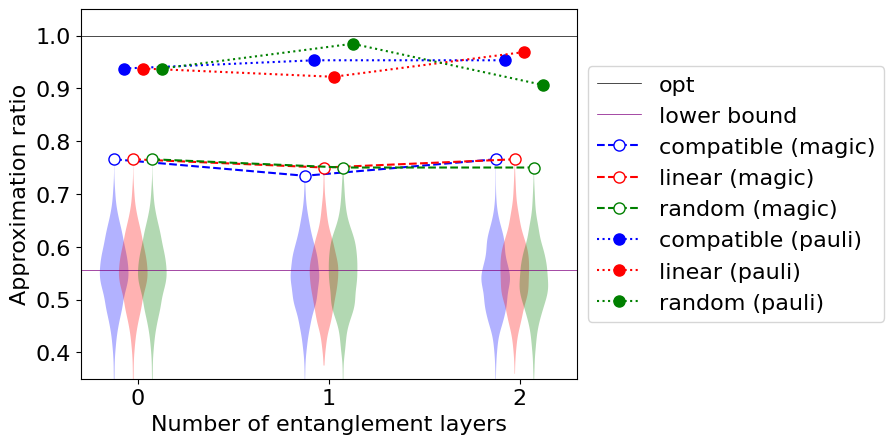 Approximation ratio
1.0
0.9
0.8
0.7
0.6
0.5
0.4
0
1
2
Number of entanglement layers
opt
lower bound
compatible (magic)
linear (magic)
random (magic)
compatible (pauli)
linear (pauli)
random (pauli)